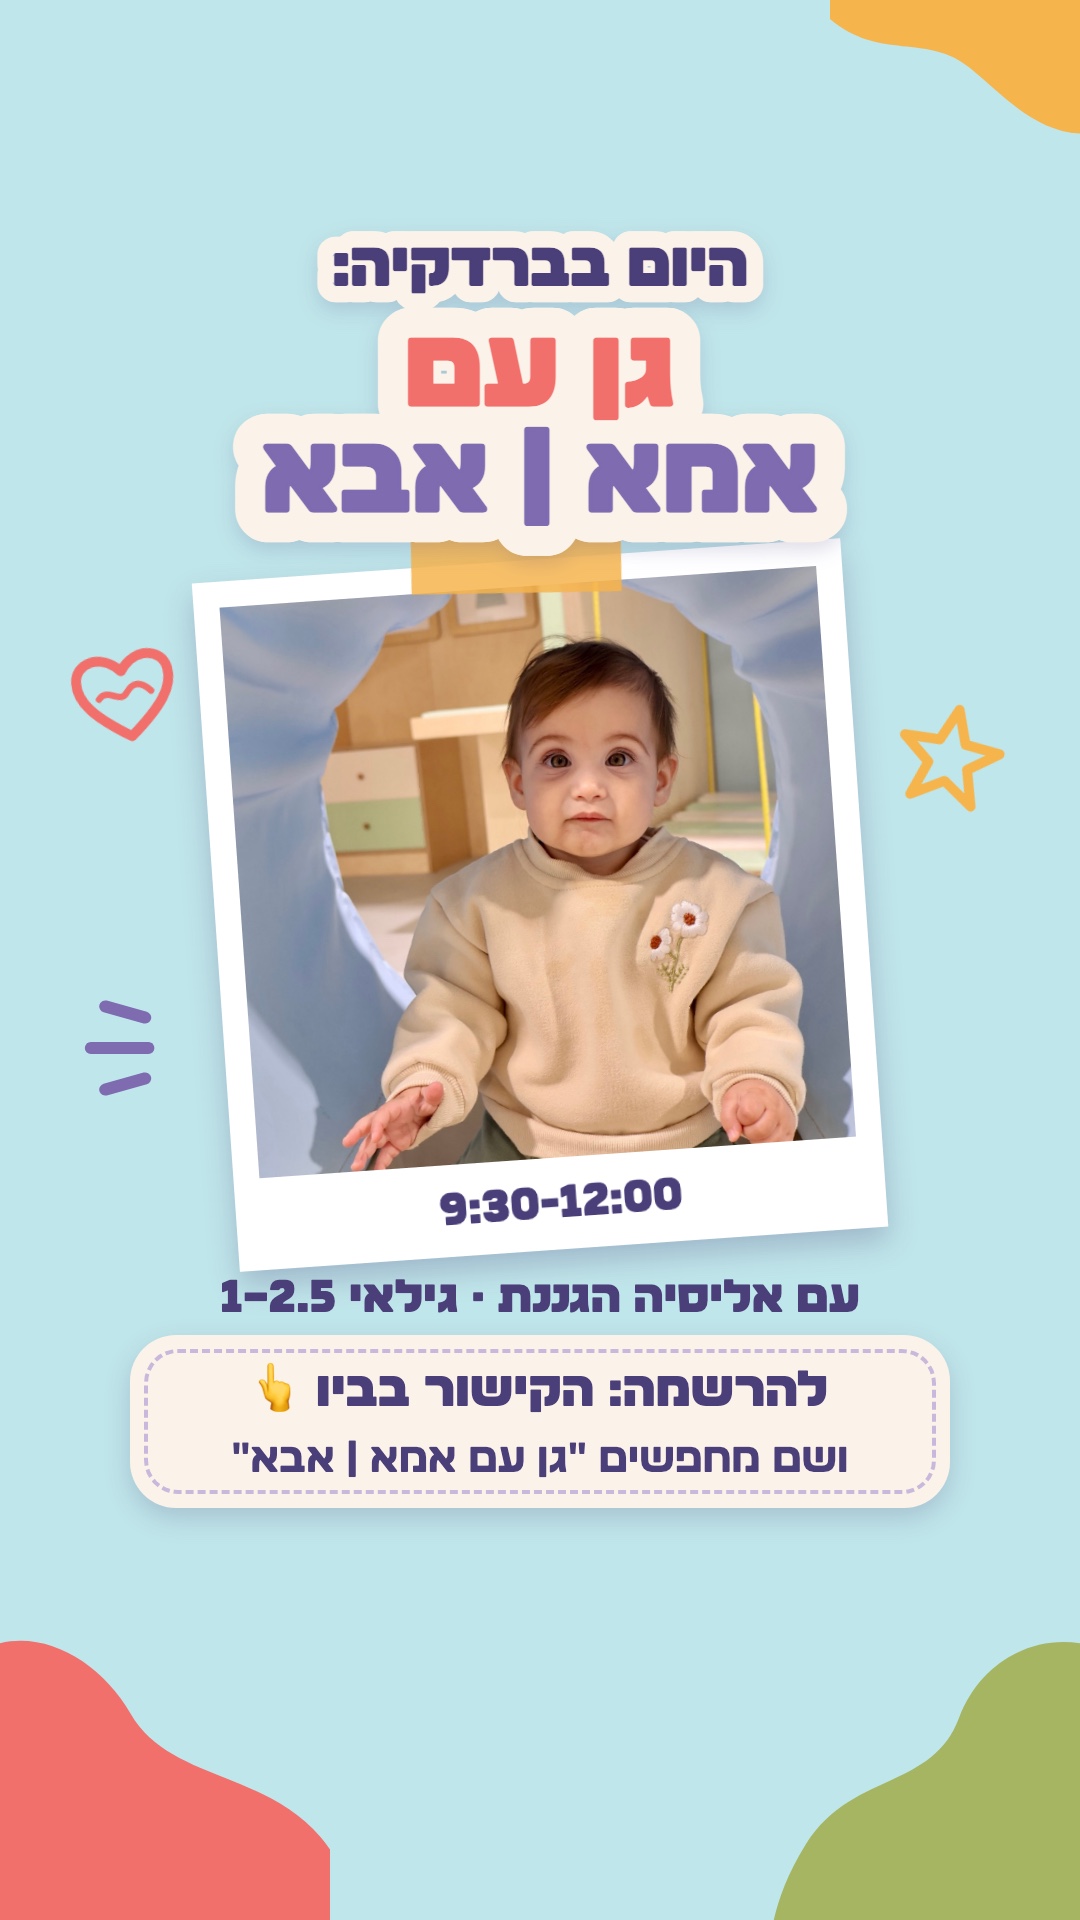 היום בברדקיה:
גן עם
אמא | אבא
9:30-12:00
עם אליסיה הגננת · גילאי 1-2.5
להרשמה: הקישור בביו 👆
ושם מחפשים "גן עם אמא | אבא"